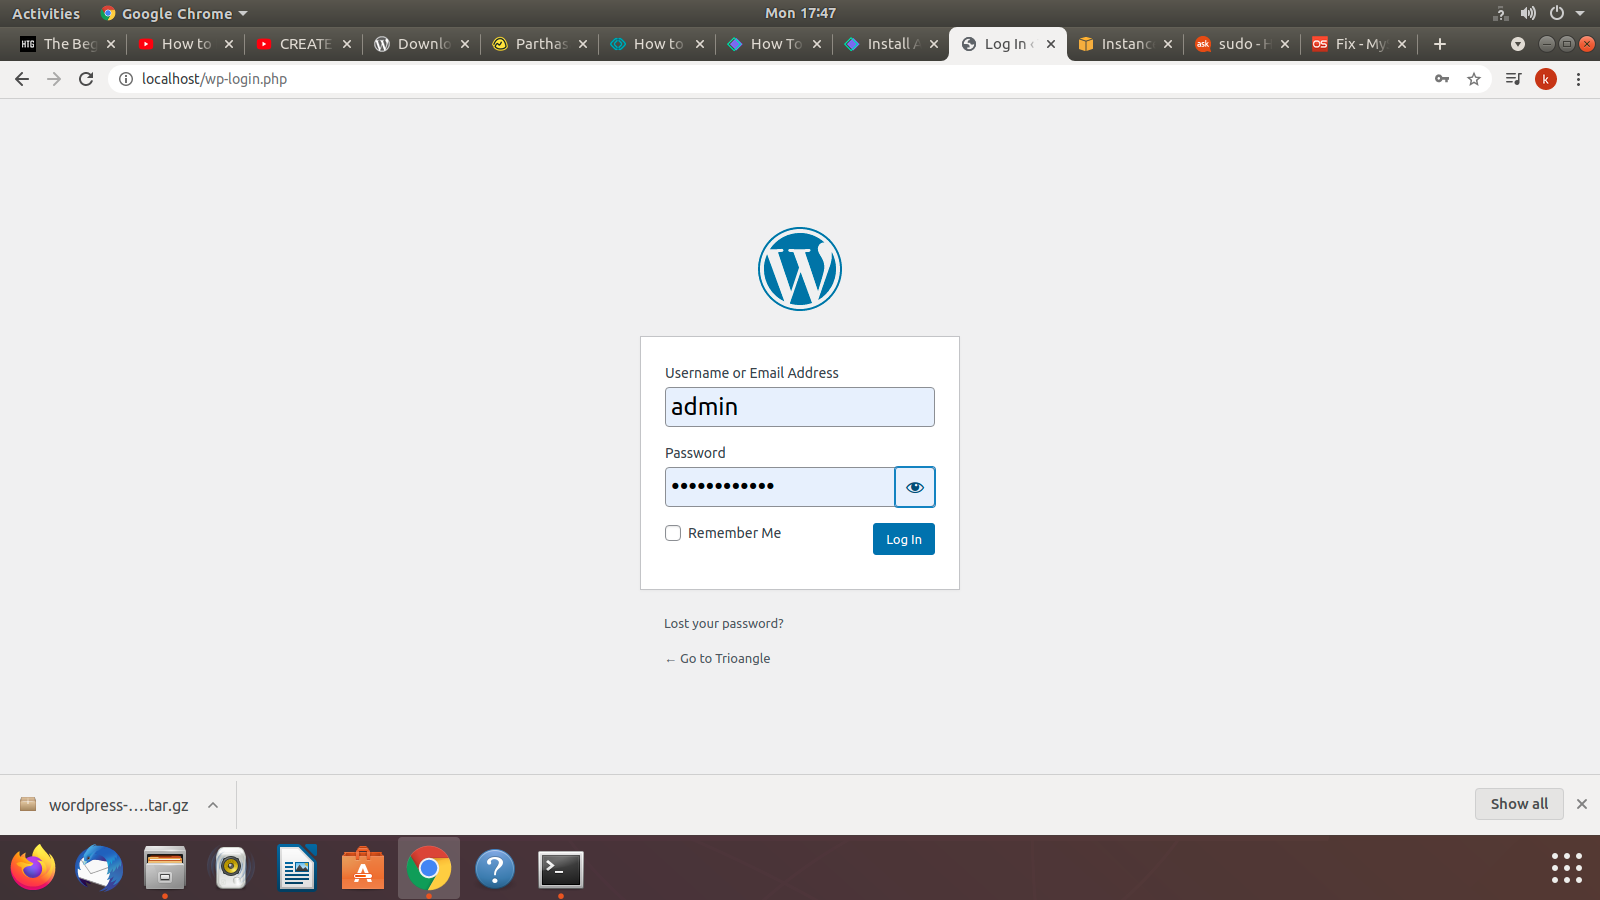 Activities
Google Chrome
Mon 17:47
The Beg
How to
CREATE
Downlo
Parthas
How to
How To
Install A
Log In ‹
Instanc
sudo - H
Fix - My
localhost/wp-login.php
k
Username or Email Address
admin
Password
Remember Me
Log In
Lost your password?
← Go to Trioangle
wordpress-....tar.gz
Show all